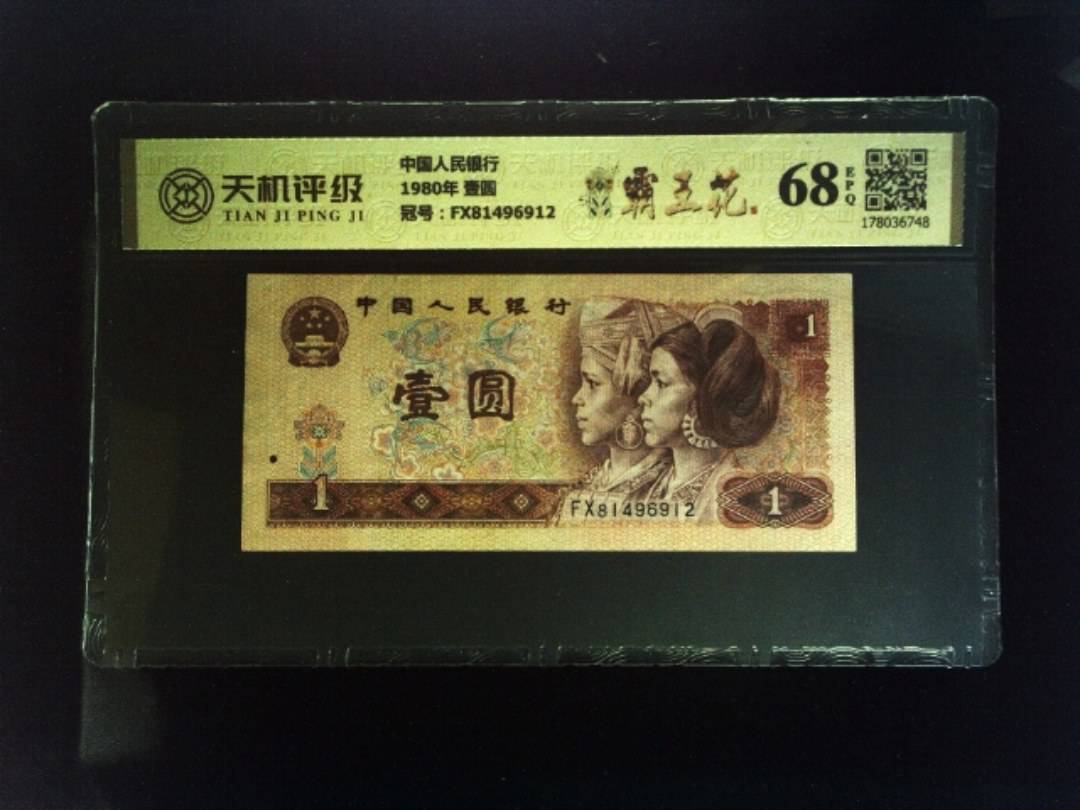 天机评级
TIAN JI PING JI
中国人民银行
1980年 壹圆
冠号：FX81496912
霸王花
68
EPQ
178036748
中国人民银行
1
壹圆
1
FX81496912
1